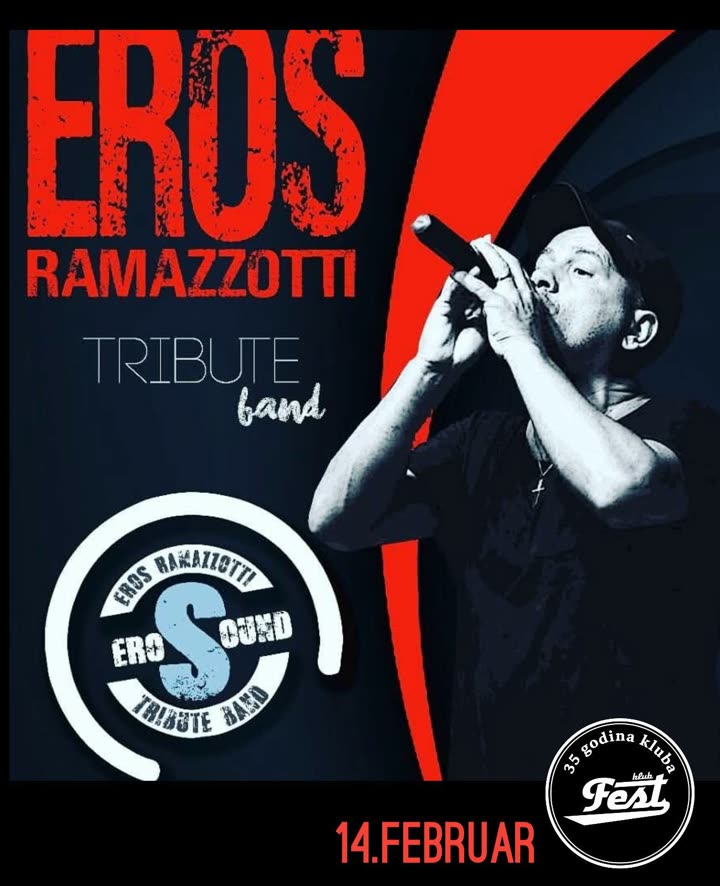 EROS
RAMAZZOTTI
TRIBUTE
band
EROS RAMAZZOTTI
EROSOUND
TRIBUTE BAND
35 godina kluba
klub
Fest
14.FEBRUAR